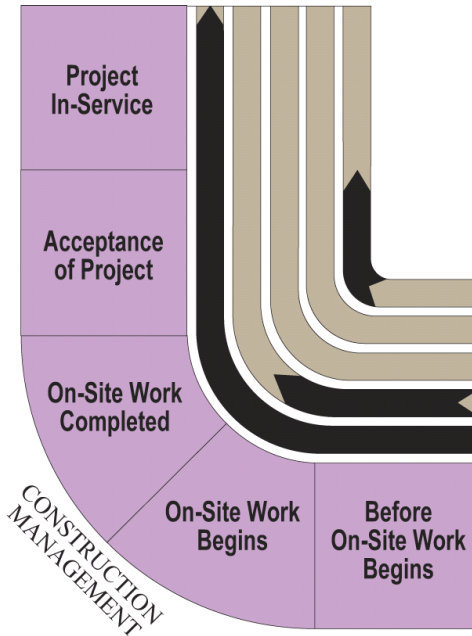 Project
In-Service
Acceptance
of Project
On-Site Work
Completed
CONSTRUCTION
MANAGEMENT
On-Site Work
Begins
Before
On-Site Work
Begins